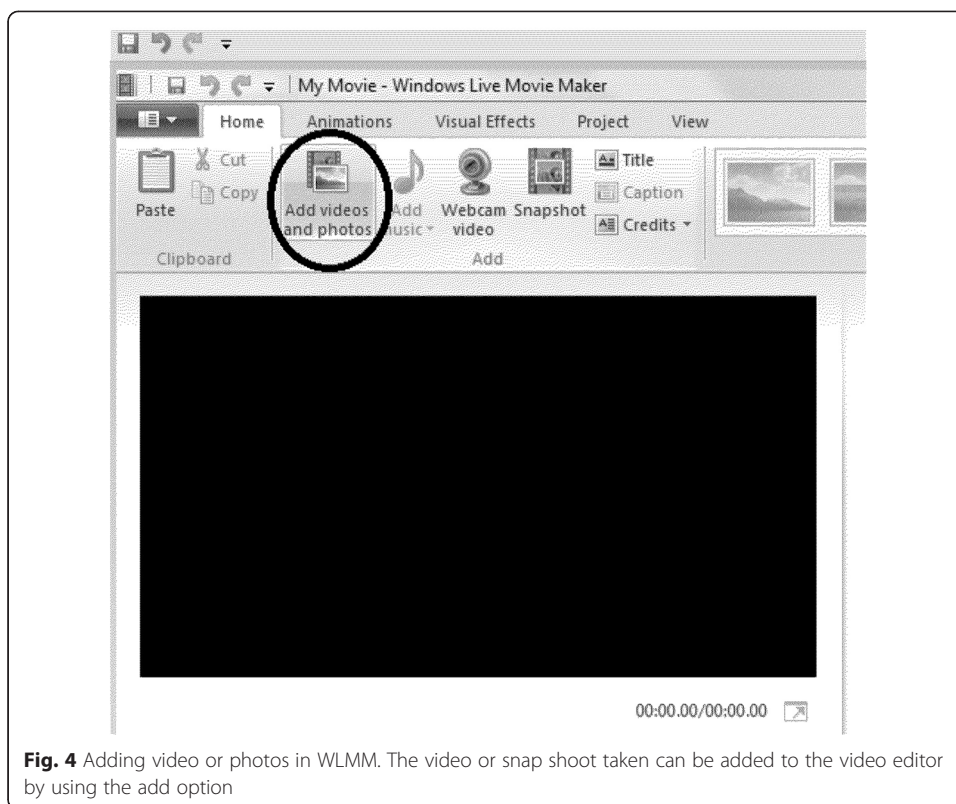 My Movie - Windows Live Movie Maker
Home Animations Visual Effects Project View
Cut
Copy
Paste
Clipboard
Add videos
and photos
Add
music
Webcam
video
Snapshot
Title
Caption
Credits
Add
00:00.00/00:00.00
Fig. 4 Adding video or photos in WLMM. The video or snap shoot taken can be added to the video editor
by using the add option